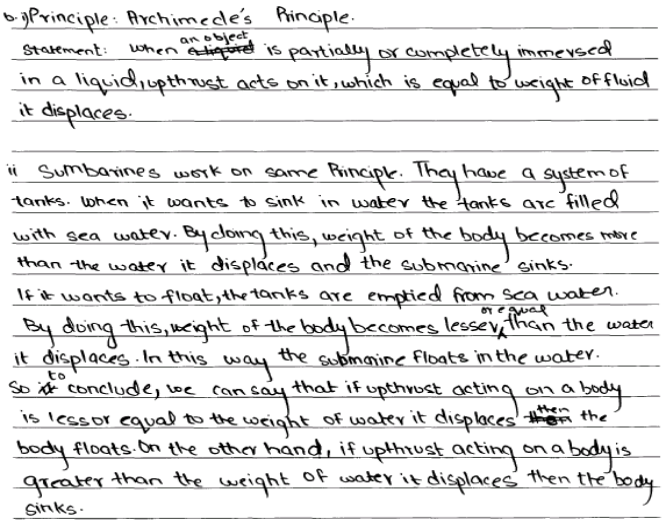 b. i) Principle: Archimede's Principle.
Statement: When an object is partially or completely immersed
in a liquid, upthrust acts on it, which is equal to weight of fluid
it displaces.
ii Sumbarines work on same Principle. They have a system of
tanks. When it wants to sink in water the tanks are filled
with sea water. By doing this, weight of the body becomes more
than the water it displaces and the submarine sinks.
If it wants to float, the tanks are emptied from sea water.
By doing this, weight of the body becomes lesser or equal than the water
it displaces. In this way the submarine floats in the water.
So to conclude, we can say that if upthrust acting on a body
is less or equal to the weight of water it displaces then the
body floats. On the other hand, if upthrust acting on a body is
greater than the weight of water it displaces then the body
sinks.